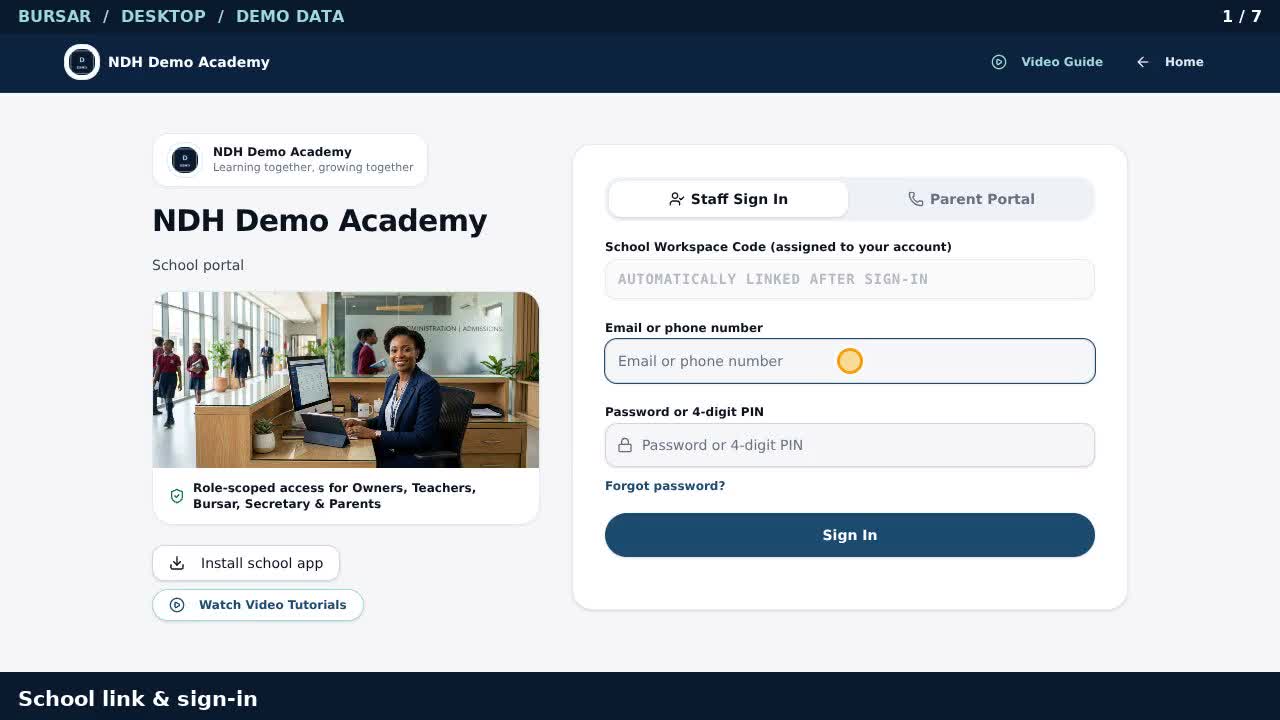 BURSAR / DESKTOP / DEMO DATA
1 / 7
NDH Demo Academy
Video Guide
Home
NDH Demo Academy
Learning together, growing together
NDH Demo Academy
School portal
ADMINISTRATION | ADMISSIONS
Role-scoped access for Owners, Teachers,
Bursar, Secretary & Parents
Install school app
Watch Video Tutorials
Staff Sign In
Parent Portal
School Workspace Code (assigned to your account)
AUTOMATICALLY LINKED AFTER SIGN-IN
Email or phone number
Email or phone number
Password or 4-digit PIN
Password or 4-digit PIN
Forgot password?
Sign In
School link & sign-in